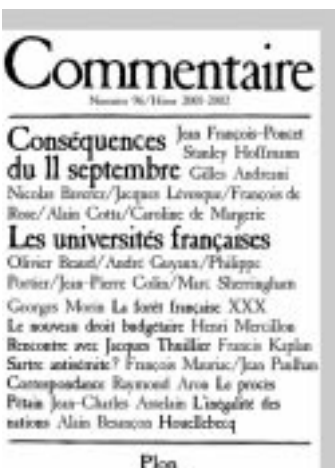 Commentaire
Numéro 96/Hiver 2001-2002
Conséquences Jean François-Poncet
Stanley Hoffmann
du 11 septembre Gilles Andreani
Nicolas Baverez/Jacques Lévesque/François de
Rose/Alain Cotta/Caroline de Margerie
Les universités françaises
Olivier Beaud/André Guyaux/Philippe
Portier/Jean-Pierre Colin/Marc Sherringham
Georges Morin La forêt française XXX
Le nouveau droit budgétaire Henri Mercillon
Rencontre avec Jacques Thuillier Francis Kaplan
Sartre antisémite? François Mauriac/Jean Paulhan
Correspondance Raymond Aron Le procès
Pétain Jean-Charles Asselain L'inégalité des
nations Alain Besançon Houellebecq
Plon